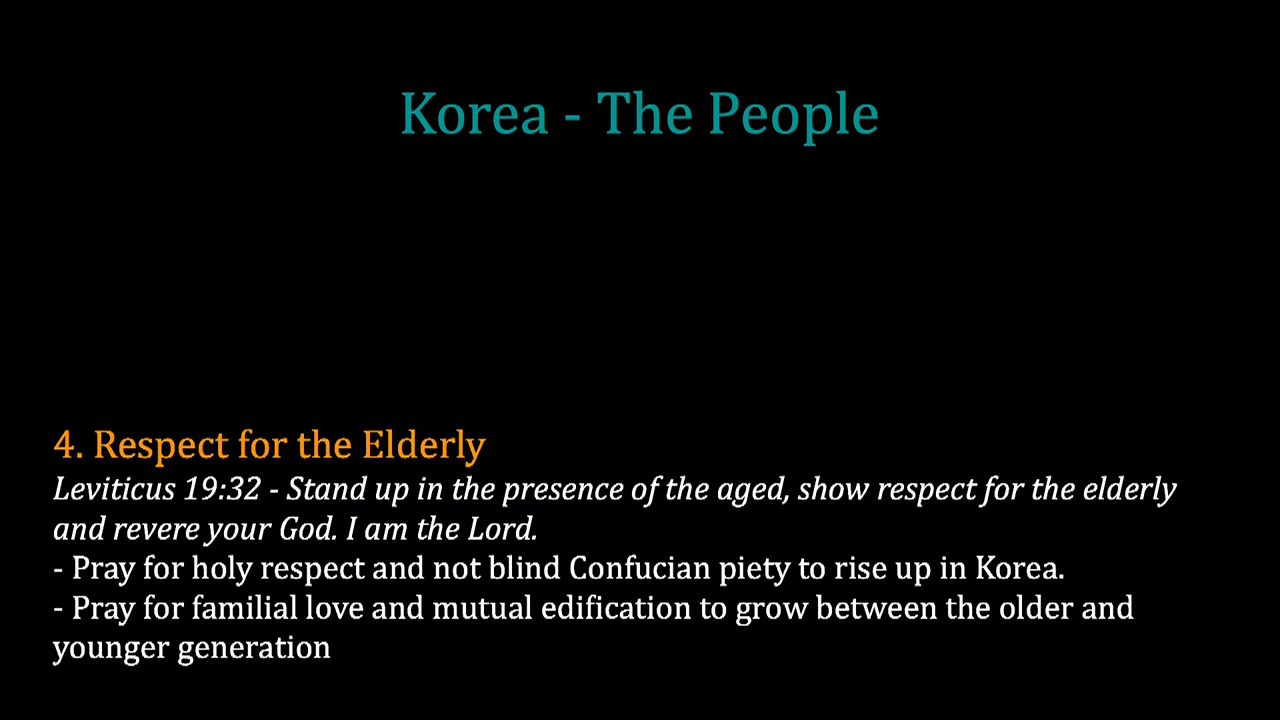 Korea - The People
4. Respect for the Elderly
Leviticus 19:32 - Stand up in the presence of the aged, show respect for the elderly
and revere your God. I am the Lord.
- Pray for holy respect and not blind Confucian piety to rise up in Korea.
- Pray for familial love and mutual edification to grow between the older and
younger generation